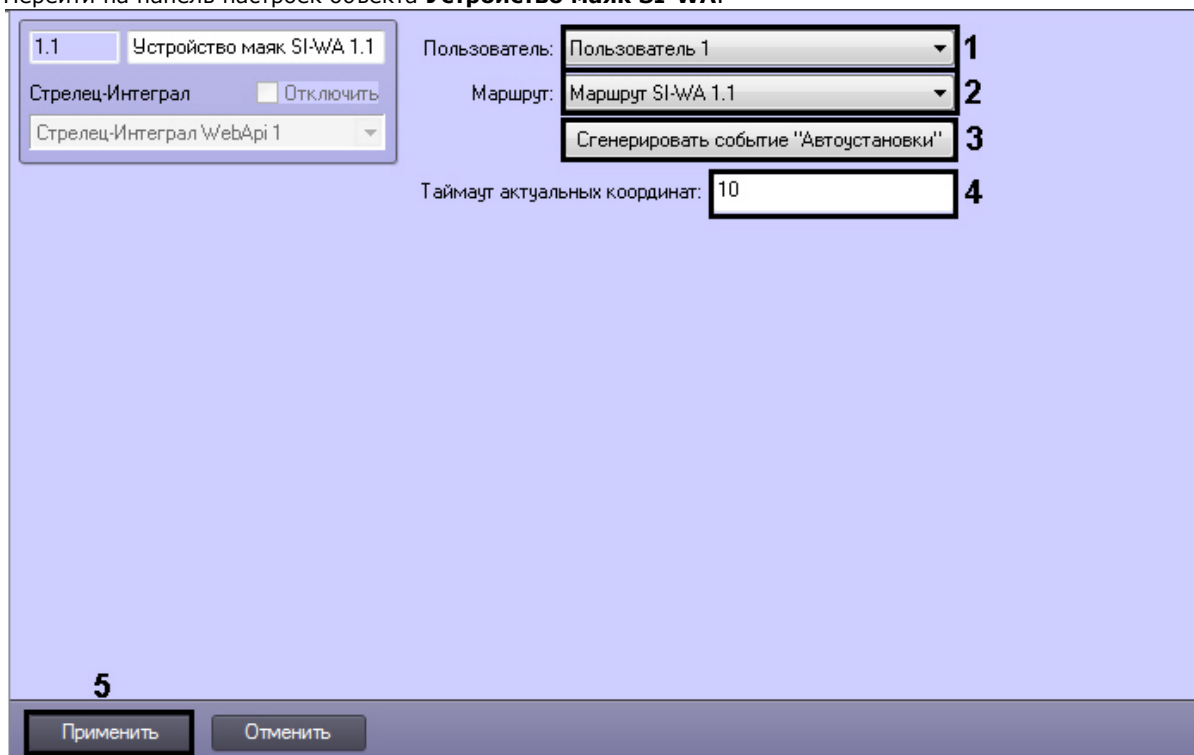 Перейти на панель настроек объекта Устройство маяк SI-WA.
1.1 Устройство маяк SI-WA 1.1
Стрелец-Интеграл Отключить
Стрелец-Интеграл WebApi 1
Пользователь: Пользователь 1 1
Маршрут: Маршрут SI-WA 1.1 2
Сгенерировать событие "Автоустановки" 3
Таймаут актуальных координат: 10 4
5
Применить Отменить